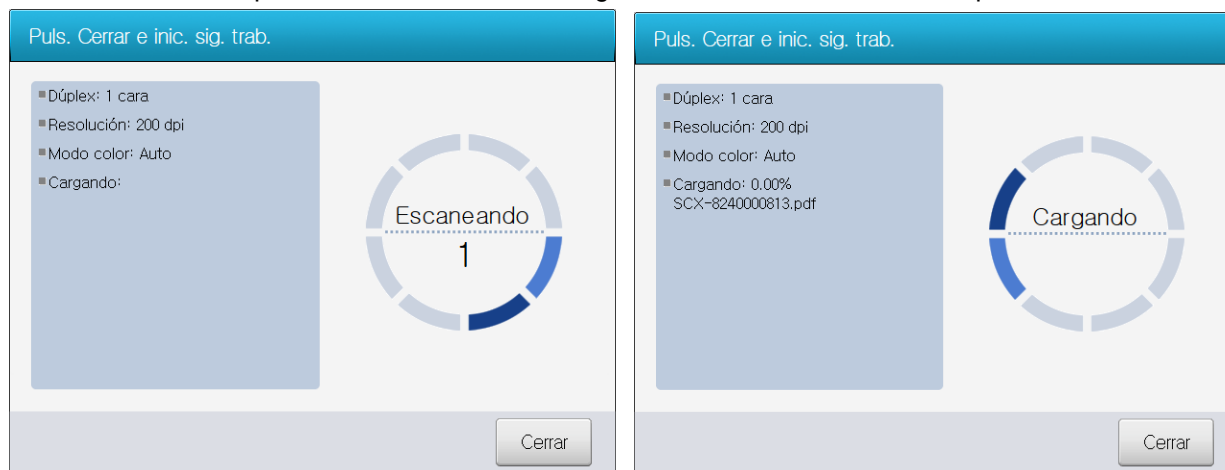 Puls. Cerrar e inic. sig. trab.
Dúplex: 1 cara
Resolución: 200 dpi
Modo color: Auto
Cargando:
Escaneando
1
Cerrar
Puls. Cerrar e inic. sig. trab.
Dúplex: 1 cara
Resolución: 200 dpi
Modo color: Auto
Cargando: 0.00%
SCX-8240000813.pdf
Cargando
Cerrar